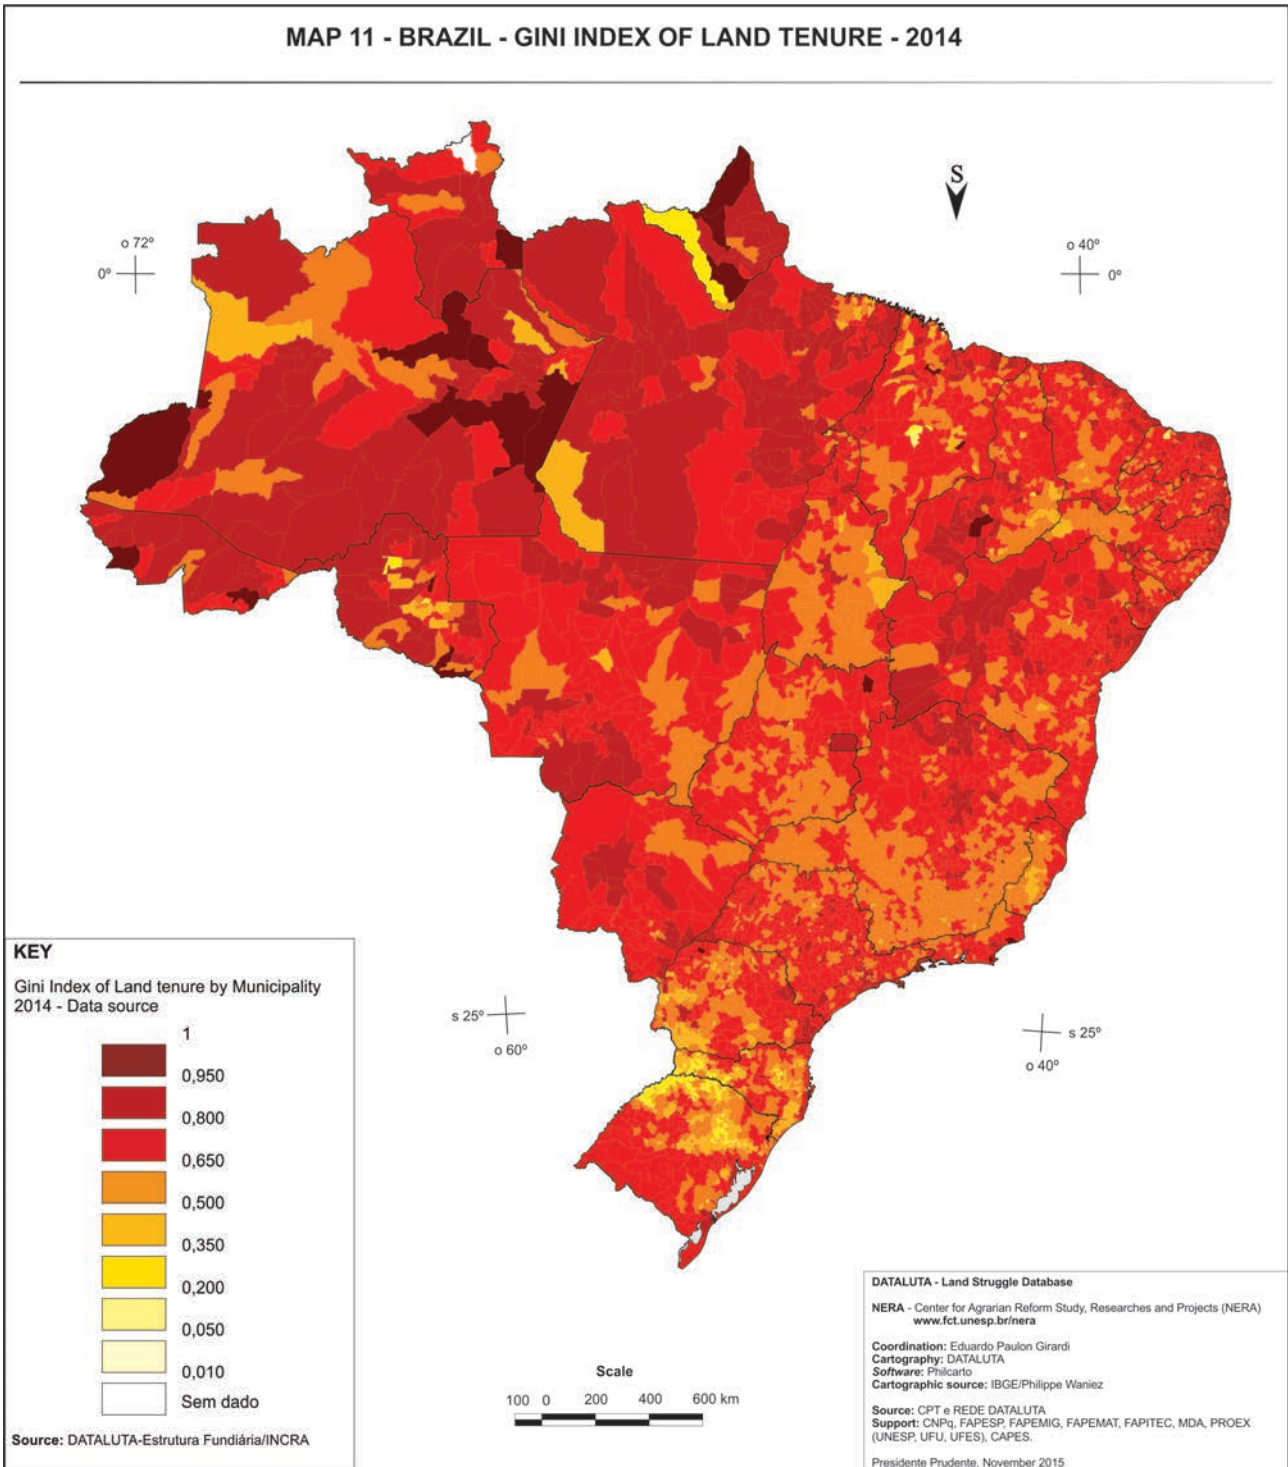 MAP 11 - BRAZIL - GINI INDEX OF LAND TENURE - 2014
S
o 72º
0º
o 40º
0º
KEY
Gini Index of Land tenure by Municipality
2014 - Data source
1
0,950
0,800
0,650
0,500
0,350
0,200
0,050
0,010
Sem dado
Source: DATALUTA-Estrutura Fundiária/INCRA
s 25º
o 60º
s 25º
o 40º
Scale
100 0 200 400 600 km
DATALUTA - Land Struggle Database
NERA - Center for Agrarian Reform Study, Researches and Projects (NERA)
www.fct.unesp.br/nera
Coordination: Eduardo Paulon Girardi
Cartography: DATALUTA
Software: Philcarto
Cartographic source: IBGE/Philippe Waniez
Source: CPT e REDE DATALUTA
Support: CNPq, FAPESP, FAPEMIG, FAPEMAT, FAPITEC, MDA, PROEX
(UNESP, UFU, UFES), CAPES.
Presidente Prudente, November 2015